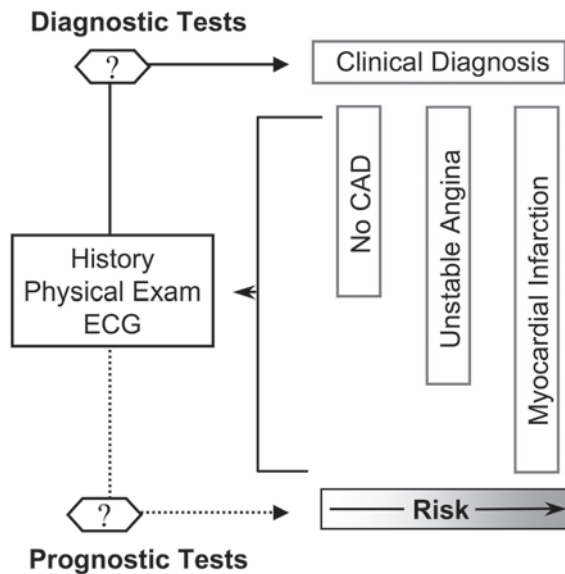 Diagnostic Tests
?
Clinical Diagnosis
No CAD
Unstable Angina
Myocardial Infarction
History
Physical Exam
ECG
?
Risk
Prognostic Tests